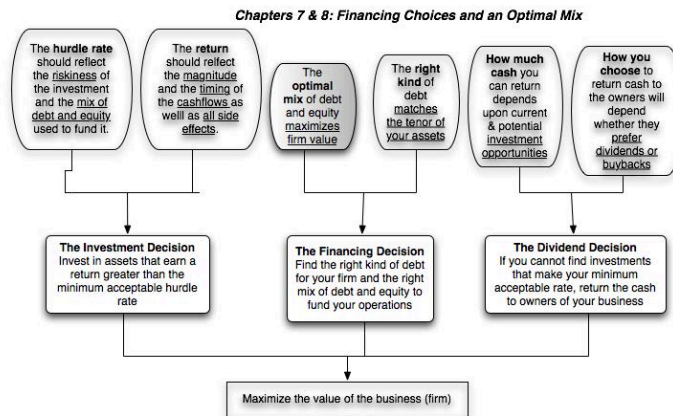 Chapters 7 & 8: Financing Choices and an Optimal Mix
The hurdle rate
should reflect
the riskiness of
the investment
and the mix of
debt and equity
used to fund it.
The return
should relfect
the magnitude
and the timing of
the cashflows as
welll as all side
effects.
The
optimal
mix of debt
and equity
maximizes
firm value
The right
kind of
debt
matches
the tenor of
your assets
How much
cash you
can return
depends
upon current
& potential
investment
opportunities
How you
choose to
return cash to
the owners will
depend
whether they
prefer
dividends or
buybacks
The Investment Decision
Invest in assets that earn a
return greater than the
minimum acceptable hurdle
rate
The Financing Decision
Find the right kind of debt
for your firm and the right
mix of debt and equity to
fund your operations
The Dividend Decision
If you cannot find investments
that make your minimum
acceptable rate, return the cash
to owners of your business
Maximize the value of the business (firm)